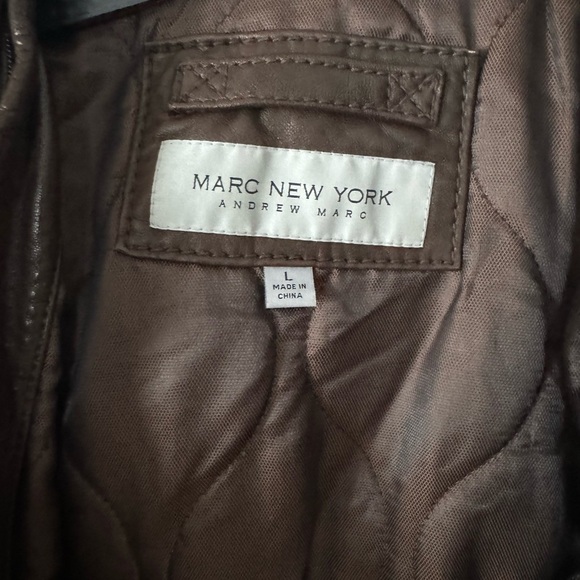 MARC NEW YORK
ANDREW MARC
L
MADE IN
CHINA